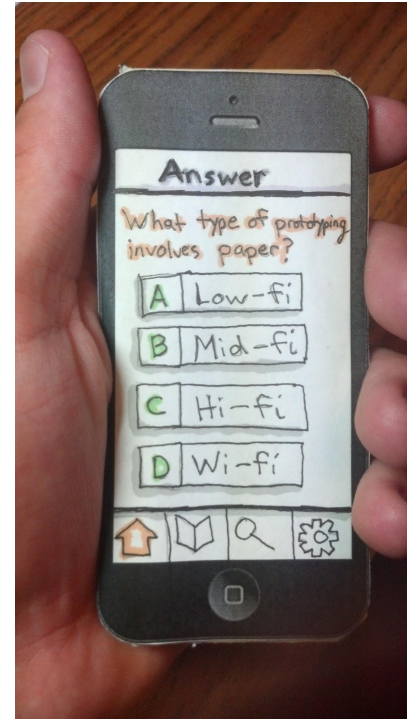 Answer
What type of prototyping
involves paper?
A Low-fi
B Mid-fi
C Hi-fi
D Wi-fi